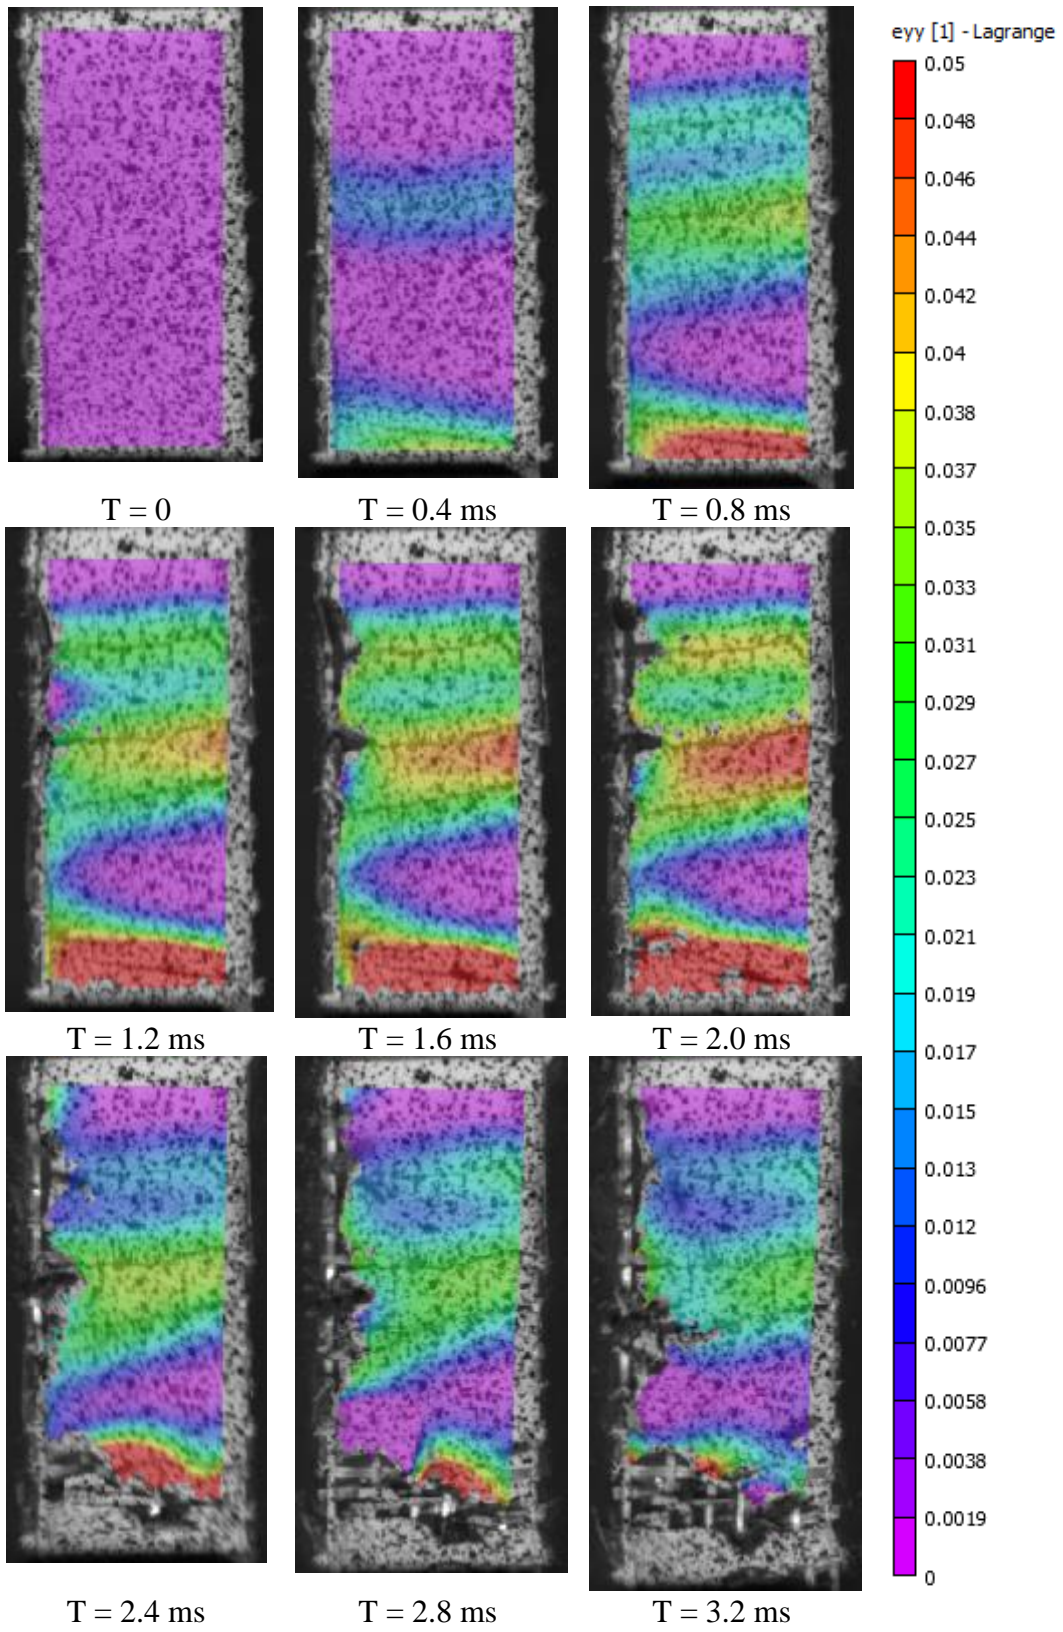 eyy [1] - Lagrange
0.05
0.048
0.046
0.044
0.042
0.04
0.038
0.037
0.035
0.033
0.031
0.029
0.027
0.025
0.023
0.021
0.019
0.017
0.015
0.013
0.012
0.0096
0.0077
0.0058
0.0038
0.0019
0
T = 0
T = 0.4 ms
T = 0.8 ms
T = 1.2 ms
T = 1.6 ms
T = 2.0 ms
T = 2.4 ms
T = 2.8 ms
T = 3.2 ms